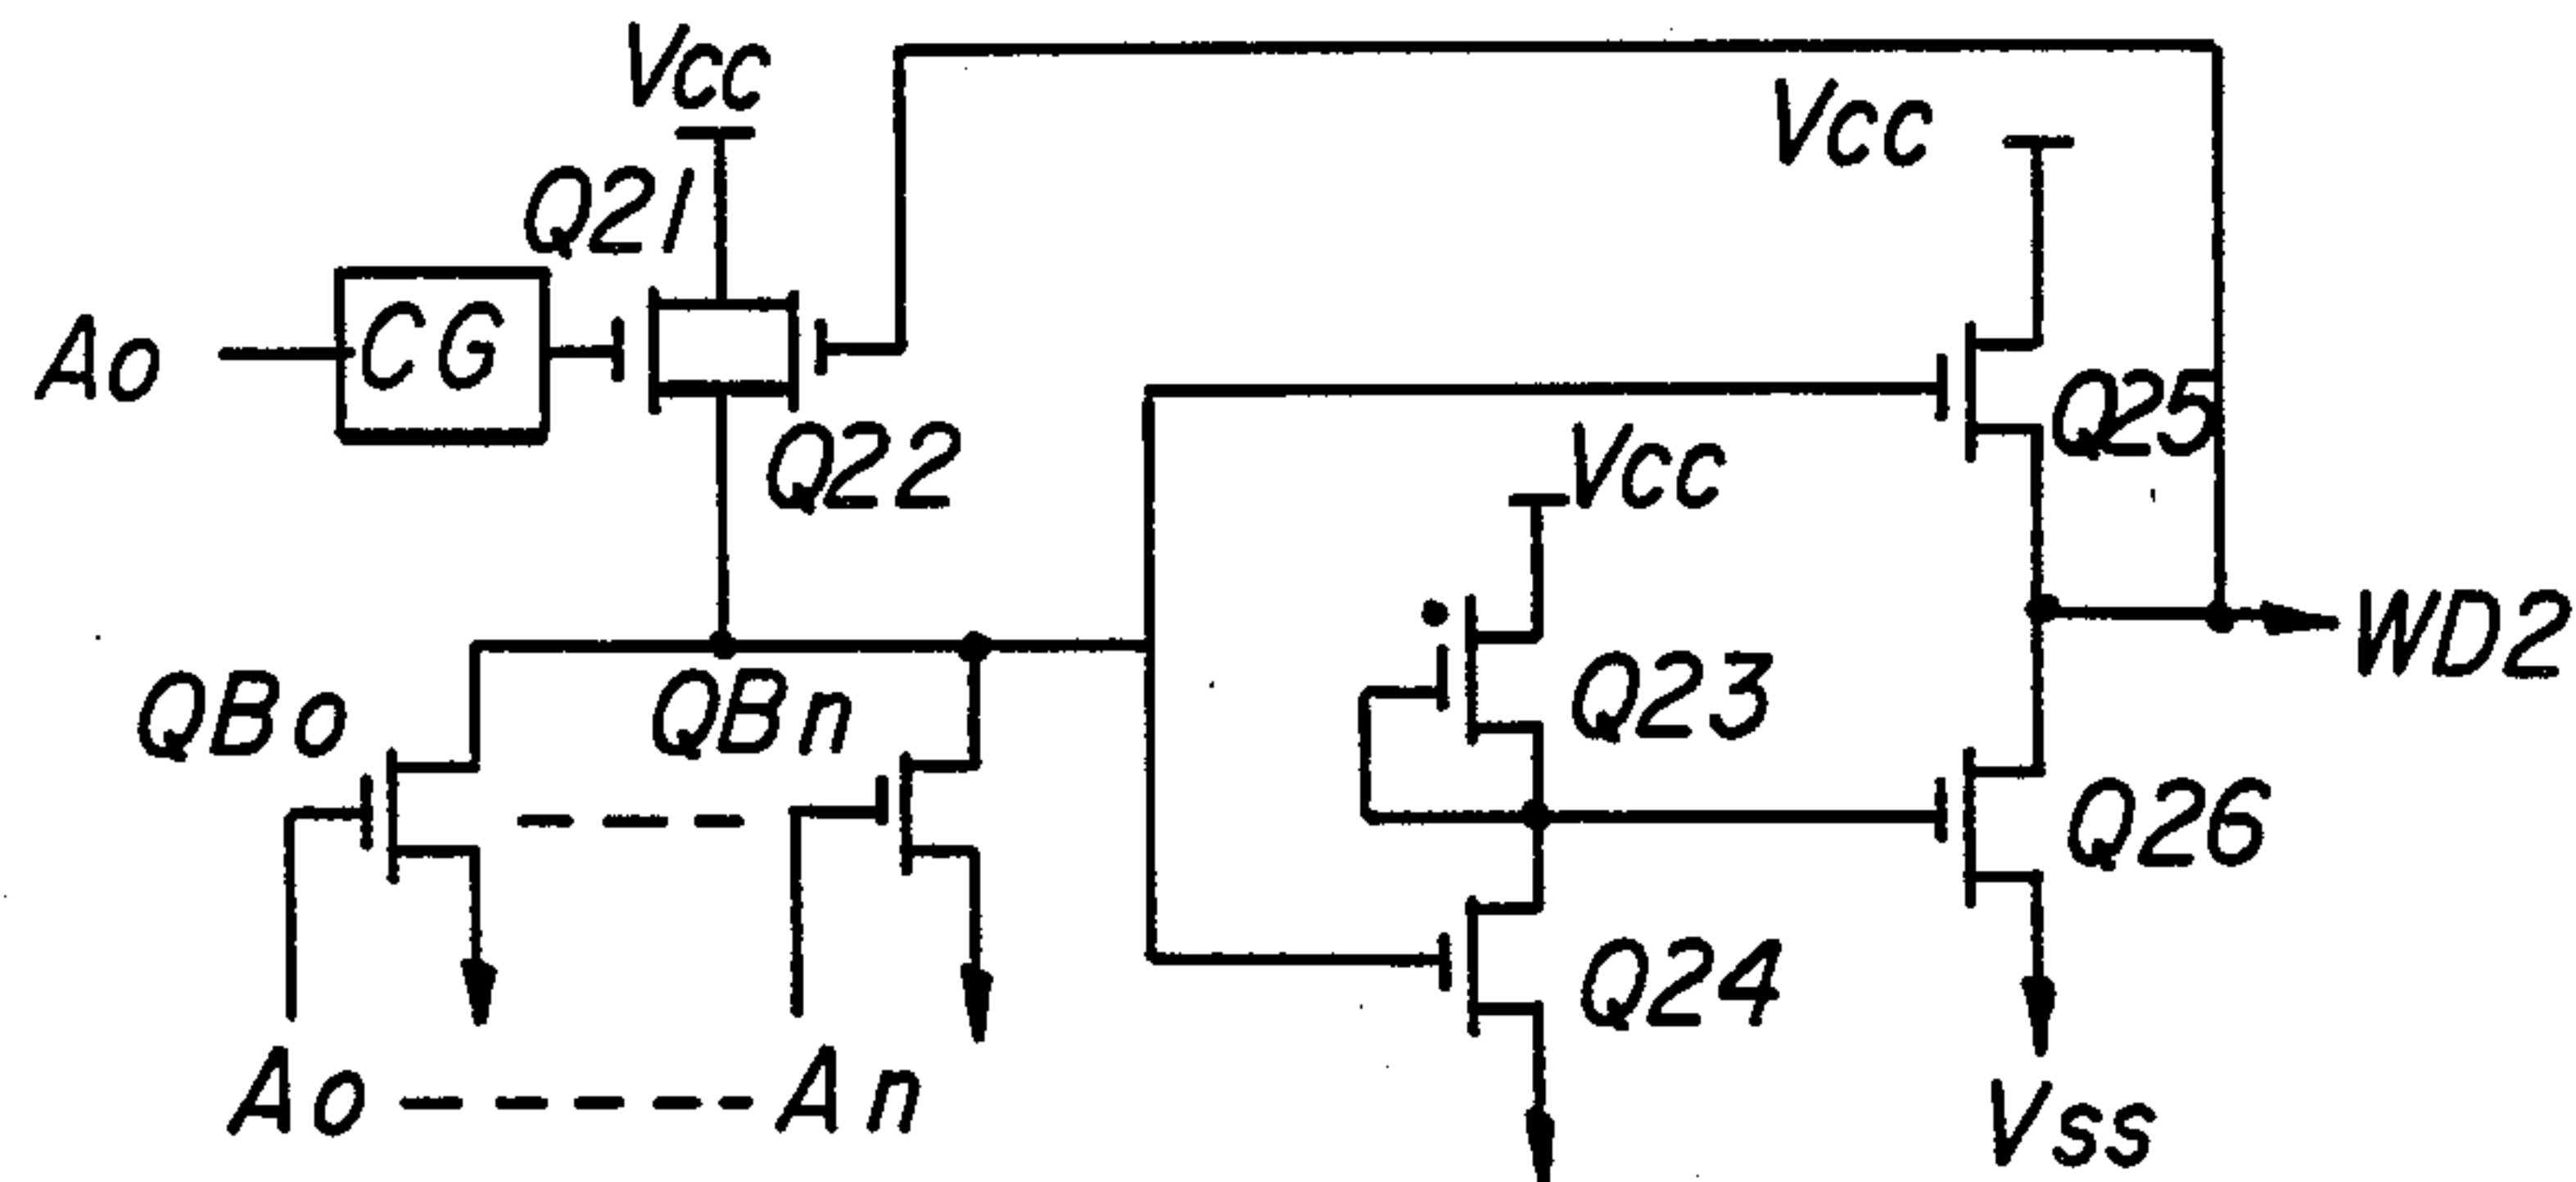 Vcc
Vcc
Q21
Ao
CG
Q25
Q22
Vcc
WD2
QBo
QBn
Q23
Q26
Q24
Ao ----- An
Vss